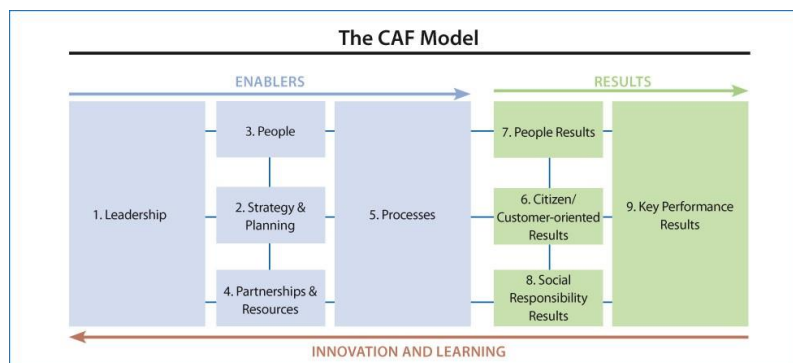 The CAF Model
ENABLERS
RESULTS
1. Leadership
3. People
2. Strategy &
Planning
4. Partnerships &
Resources
5. Processes
7. People Results
6. Citizen/
Customer-oriented
Results
8. Social
Responsibility
Results
9. Key Performance
Results
INNOVATION AND LEARNING